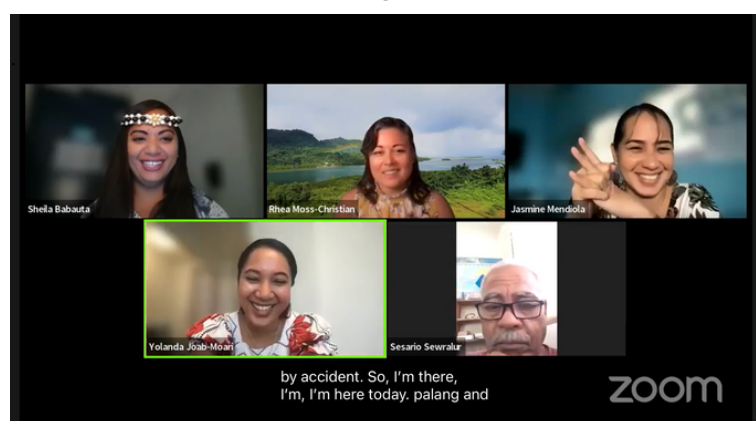 Sheila Babauta
Rhea Moss-Christian
Jasmine Mendiola
Yolanda Joab-Mori
Sesario Sewralur
by accident. So, I'm there,
I'm, I'm here today. palang and
zoom